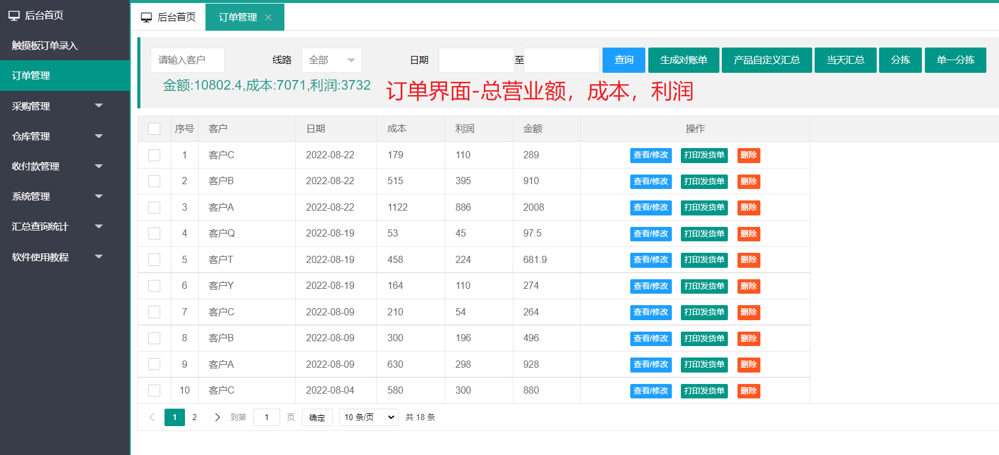 后台首页
触摸板订单录入
订单管理
采购管理
仓库管理
收付款管理
系统管理
汇总查询统计
软件使用教程
后台首页 订单管理
请输入客户 线路 全部 日期 至 查询 生成对账单 产品自定义汇总 当天汇总 分拣 单一分拣
金额:10802.4,成本:7071,利润:3732
订单界面-总营业额，成本，利润
序号 客户 日期 成本 利润 金额 操作
1 客户C 2022-08-22 179 110 289 查看/修改 打印发货单 删除
2 客户B 2022-08-22 515 395 910 查看/修改 打印发货单 删除
3 客户A 2022-08-22 1122 886 2008 查看/修改 打印发货单 删除
4 客户Q 2022-08-19 53 45 97.5 查看/修改 打印发货单 删除
5 客户T 2022-08-19 458 224 681.9 查看/修改 打印发货单 删除
6 客户Y 2022-08-19 164 110 274 查看/修改 打印发货单 删除
7 客户C 2022-08-09 210 54 264 查看/修改 打印发货单 删除
8 客户B 2022-08-09 300 196 496 查看/修改 打印发货单 删除
9 客户A 2022-08-09 630 298 928 查看/修改 打印发货单 删除
10 客户C 2022-08-04 580 300 880 查看/修改 打印发货单 删除
1 2 到第 1 页 确定 10 条/页 共 18 条